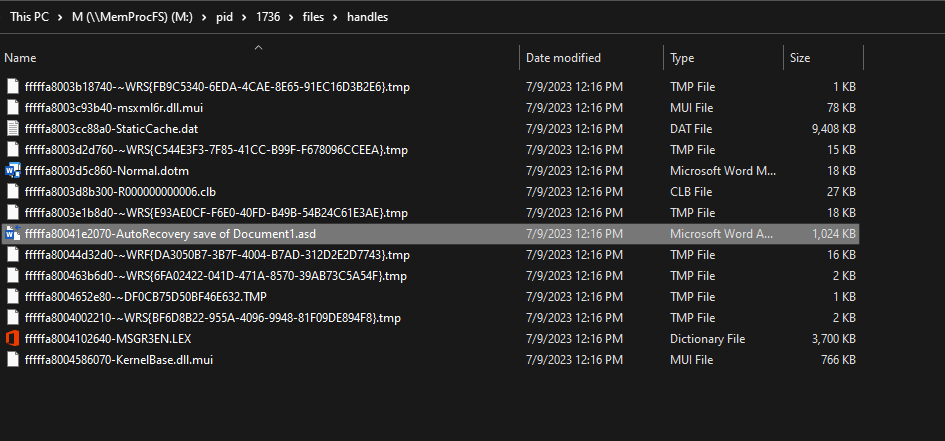 This PC > M (\\MemProcFS) (M:) > pid > 1736 > files > handles
Name Date modified Type Size
fffffa8003b18740-~WRS{FB9C5340-6EDA-4CAE-8E65-91EC16D3B2E6}.tmp 7/9/2023 12:16 PM TMP File 1 KB
fffffa8003c93b40-msxml6r.dll.mui 7/9/2023 12:16 PM MUI File 78 KB
fffffa8003cc88a0-StaticCache.dat 7/9/2023 12:16 PM DAT File 9,408 KB
fffffa8003d2d760-~WRS{C544E3F3-7F85-41CC-B99F-F678096CCEEA}.tmp 7/9/2023 12:16 PM TMP File 15 KB
fffffa8003d5c860-Normal.dotm 7/9/2023 12:16 PM Microsoft Word M... 18 KB
fffffa8003d8b300-R000000000006.clb 7/9/2023 12:16 PM CLB File 27 KB
fffffa8003e1b8d0-~WRS{E93AE0CF-F6E0-40FD-B49B-54B24C61E3AE}.tmp 7/9/2023 12:16 PM TMP File 18 KB
fffffa80041e2070-AutoRecovery save of Document1.asd 7/9/2023 12:16 PM Microsoft Word A... 1,024 KB
fffffa80044d32d0-~WRF{DA3050B7-3B7F-4004-B7AD-312D2E2D7743}.tmp 7/9/2023 12:16 PM TMP File 16 KB
fffffa800463b6d0-~WRS{6FA02422-041D-471A-8570-39AB73C5A54F}.tmp 7/9/2023 12:16 PM TMP File 2 KB
fffffa8004652e80-~DF0CB75D50BF46E632.TMP 7/9/2023 12:16 PM TMP File 1 KB
fffffa8004002210-~WRS{BF6D8B22-955A-4096-9948-81F09DE894F8}.tmp 7/9/2023 12:16 PM TMP File 2 KB
fffffa8004102640-MSGR3EN.LEX 7/9/2023 12:16 PM Dictionary File 3,700 KB
fffffa8004586070-KernelBase.dll.mui 7/9/2023 12:16 PM MUI File 766 KB